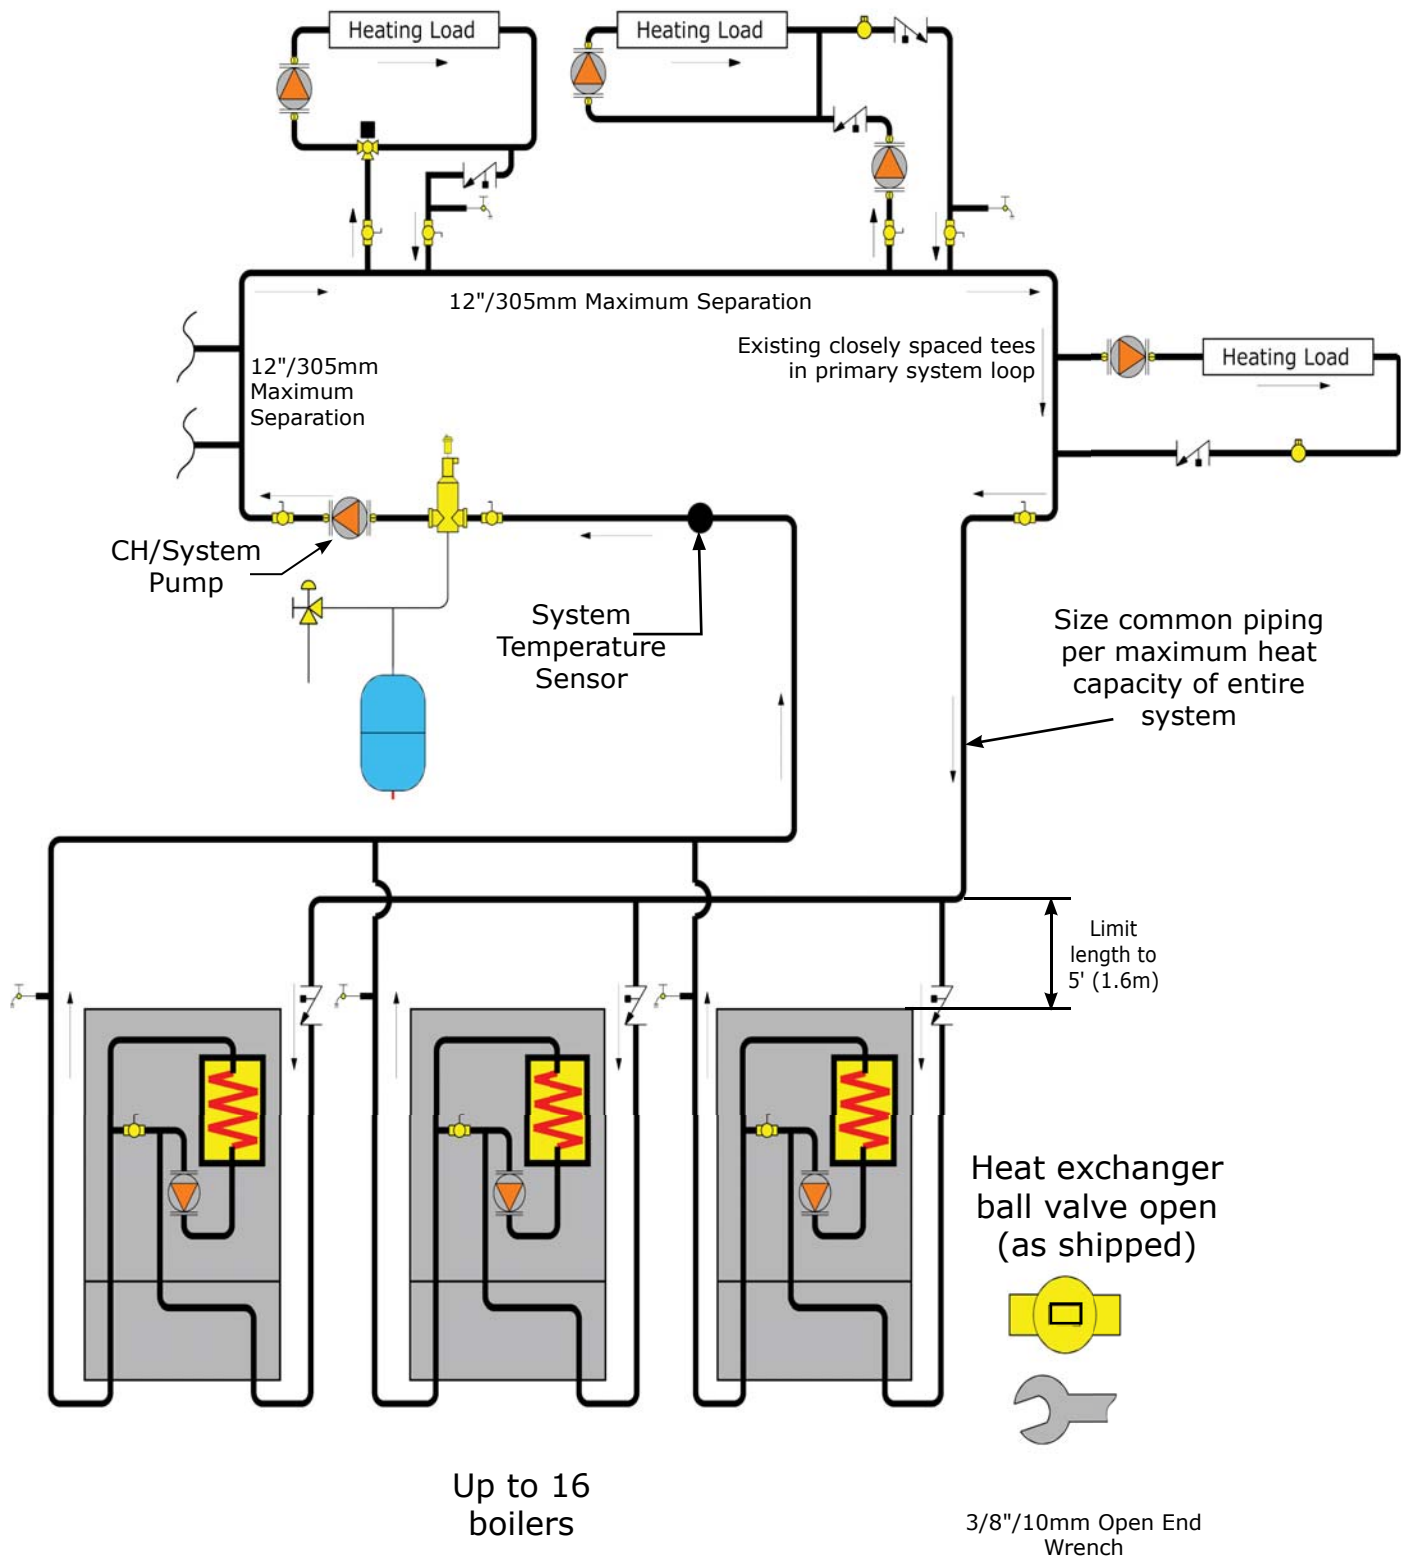 Heating Load
Heating Load
12"/305mm Maximum Separation
Existing closely spaced tees
in primary system loop
12"/305mm
Maximum
Separation
Heating Load
CH/System
Pump
System
Temperature
Sensor
Size common piping
per maximum heat
capacity of entire
system
Limit
length to
5' (1.6m)
Heat exchanger
ball valve open
(as shipped)
Up to 16
boilers
3/8"/10mm Open End
Wrench